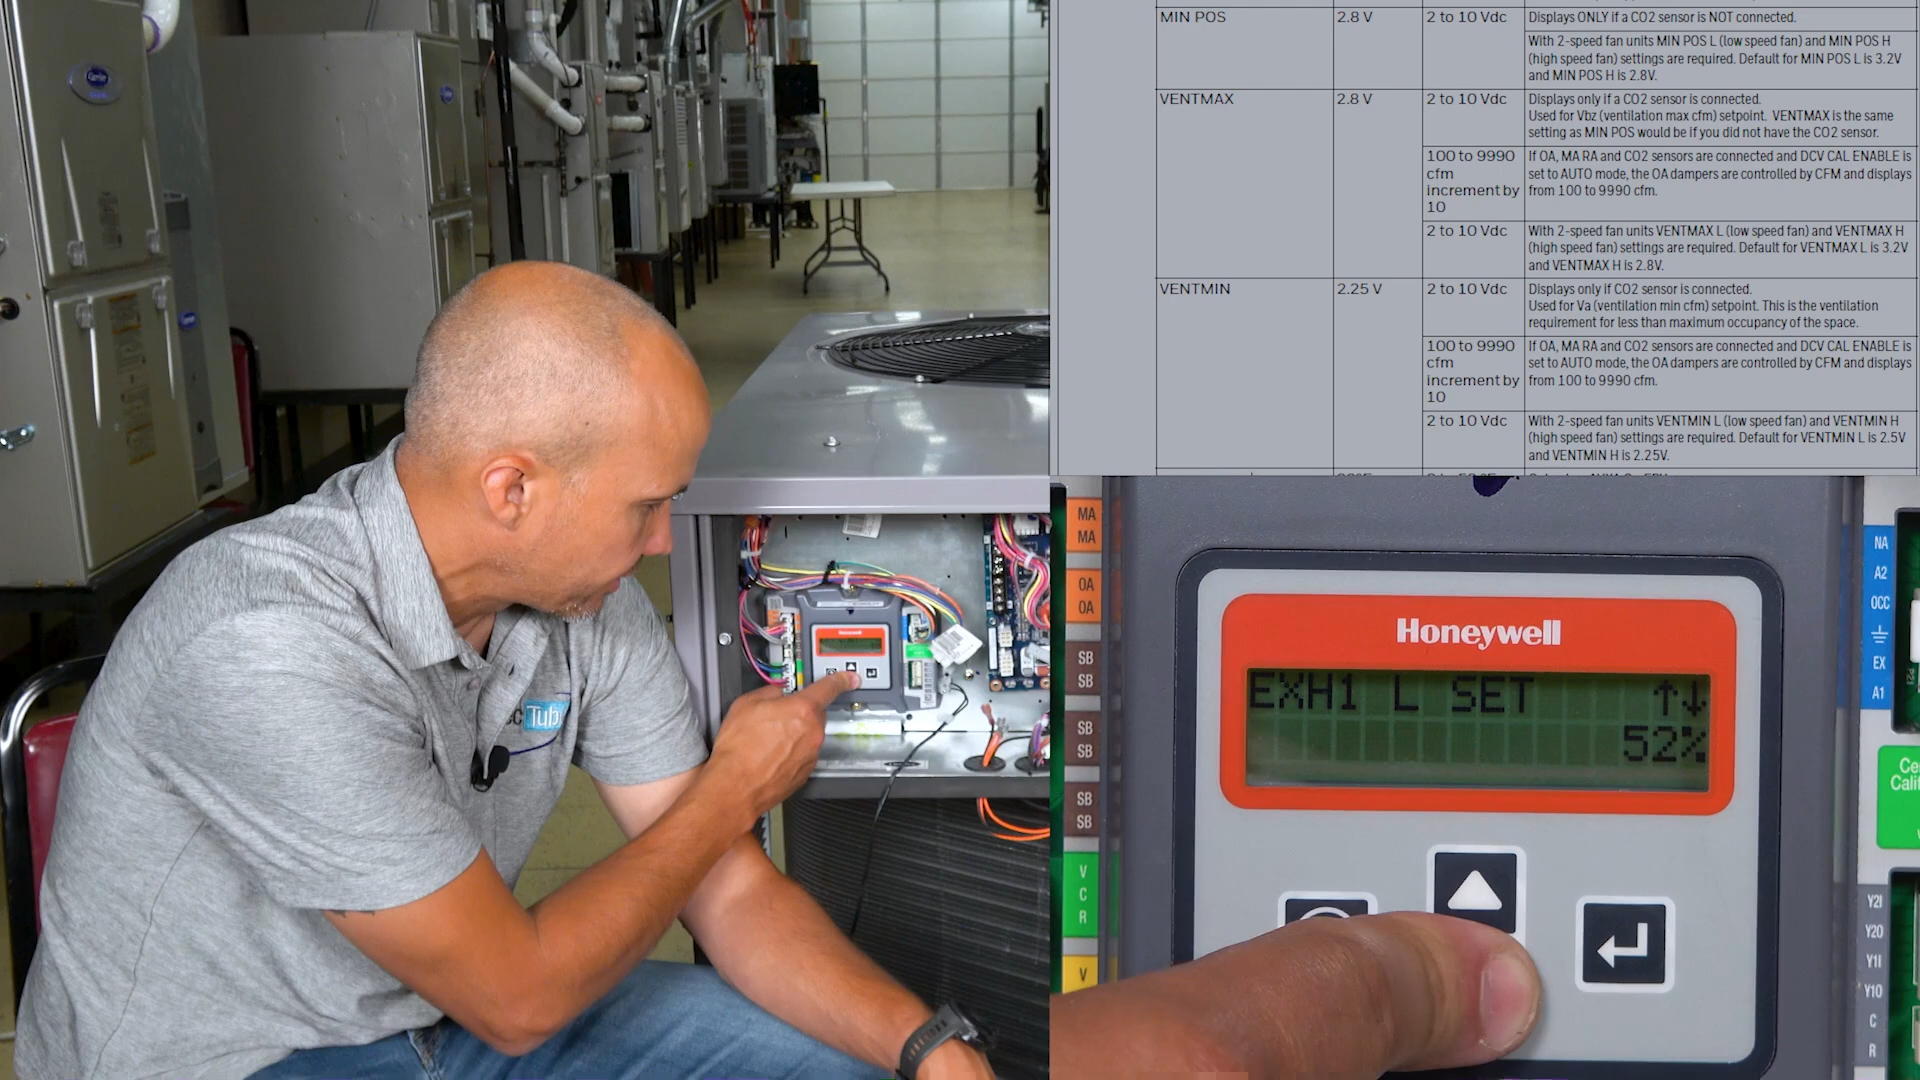 MIN POS 2.8 V 2 to 10 Vdc Displays ONLY if a CO2 sensor is NOT connected.
With 2-speed fan units MIN POS L (low speed fan) and MIN POS H
(high speed fan) settings are required. Default for MIN POS L is 3.2V
and MIN POS H is 2.8V.
VENTMAX 2.8 V 2 to 10 Vdc Displays only if a CO2 sensor is connected.
Used for Vbz (ventilation max cfm) setpoint. VENTMAX is the same
setting as MIN POS would be if you did not have the CO2 sensor.
100 to 9990
cfm
increment by
10
If OA, MA RA and CO2 sensors are connected and DCV CAL ENABLE is
set to AUTO mode, the OA dampers are controlled by CFM and displays
from 100 to 9990 cfm.
2 to 10 Vdc With 2-speed fan units VENTMAX L (low speed fan) and VENTMAX H
(high speed fan) settings are required. Default for VENTMAX L is 3.2V
and VENTMAX H is 2.8V.
VENTMIN 2.25 V 2 to 10 Vdc Displays only if CO2 sensor is connected.
Used for Va (ventilation min cfm) setpoint. This is the ventilation
requirement for less than maximum occupancy of the space.
100 to 9990
cfm
increment by
10
If OA, MA RA and CO2 sensors are connected and DCV CAL ENABLE is
set to AUTO mode, the OA dampers are controlled by CFM and displays
from 100 to 9990 cfm.
2 to 10 Vdc With 2-speed fan units VENTMIN L (low speed fan) and VENTMIN H
(high speed fan) settings are required. Default for VENTMIN L is 2.5V
and VENTMIN H is 2.25V.
MA
MA
OA
OA
SB
SB
SB
SB
SB
SB
V
C
R
V
Honeywell
EXH1 L SET ↑↓
52%
NA
A2
OCC
EX
A1
Y2I
Y2O
Y1I
Y1O
C
R
Carrier
Tub